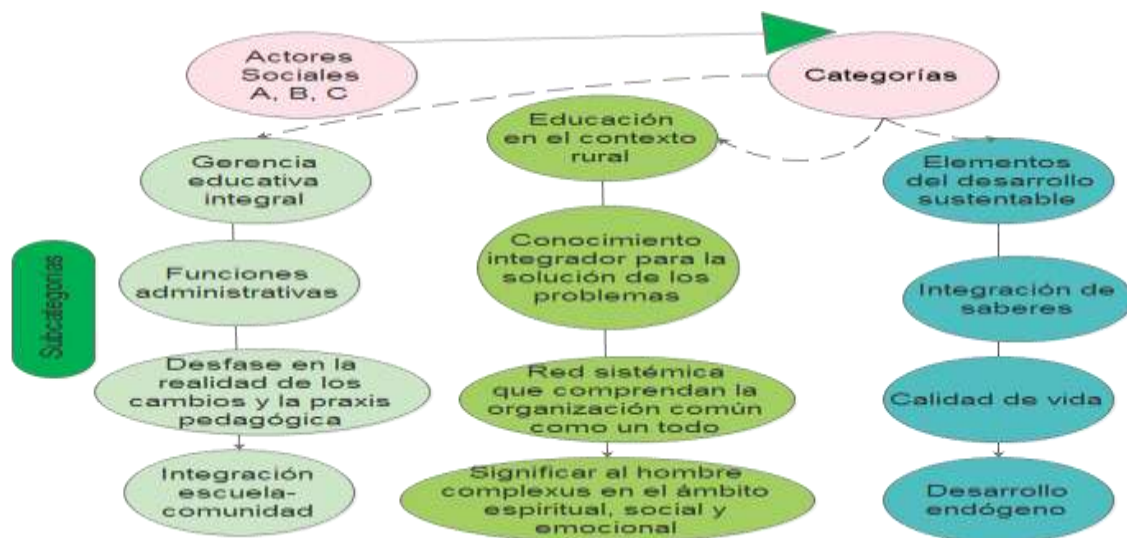 Actores
Sociales
A, B, C
Categorías
Gerencia
educativa
integral
Educación
en el contexto
rural
Elementos
del desarrollo
sustentable
Subcategorías
Funciones
administrativas
Conocimiento
integrador para la
solución de los
problemas
Integración de
saberes
Desfase en la
realidad de los
cambios y la praxis
pedagógica
Red sistémica
que comprendan la
organización común
como un todo
Calidad de vida
Integración
escuela-
comunidad
Significar al hombre
complexus en el ámbito
espiritual, social y
emocional
Desarrollo
endógeno